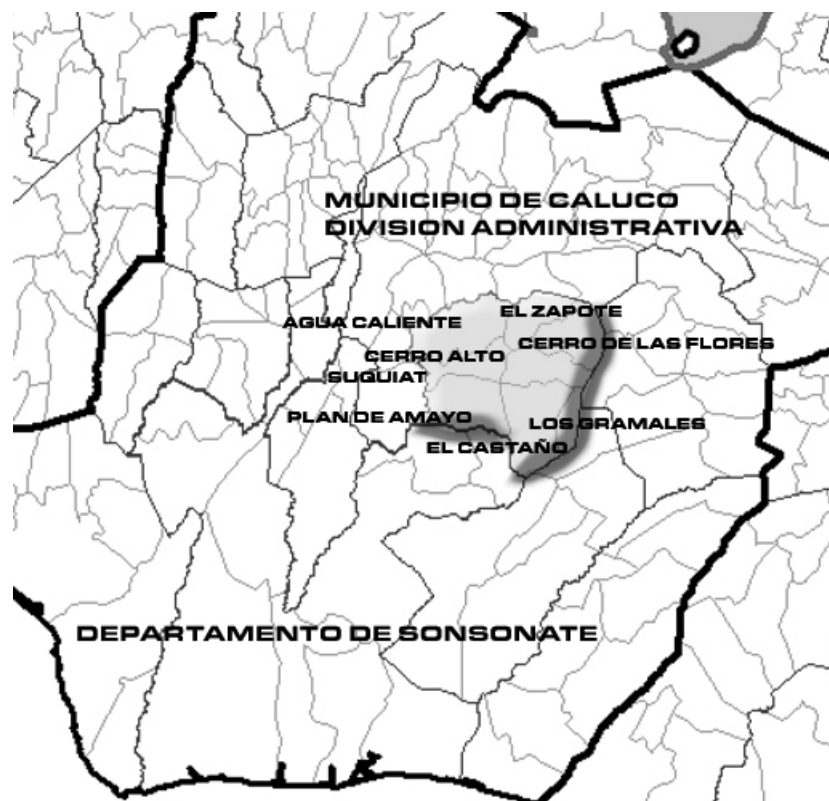 MUNICIPIO DE CALUCO
DIVISION ADMINISTRATIVA
EL ZAPOTE
AGUA CALIENTE
CERRO DE LAS FLORES
CERRO ALTO
SUQUIAT
PLAN DE AMAYO
LOS GRAMALES
EL CASTAÑO
DEPARTAMENTO DE SONSONATE